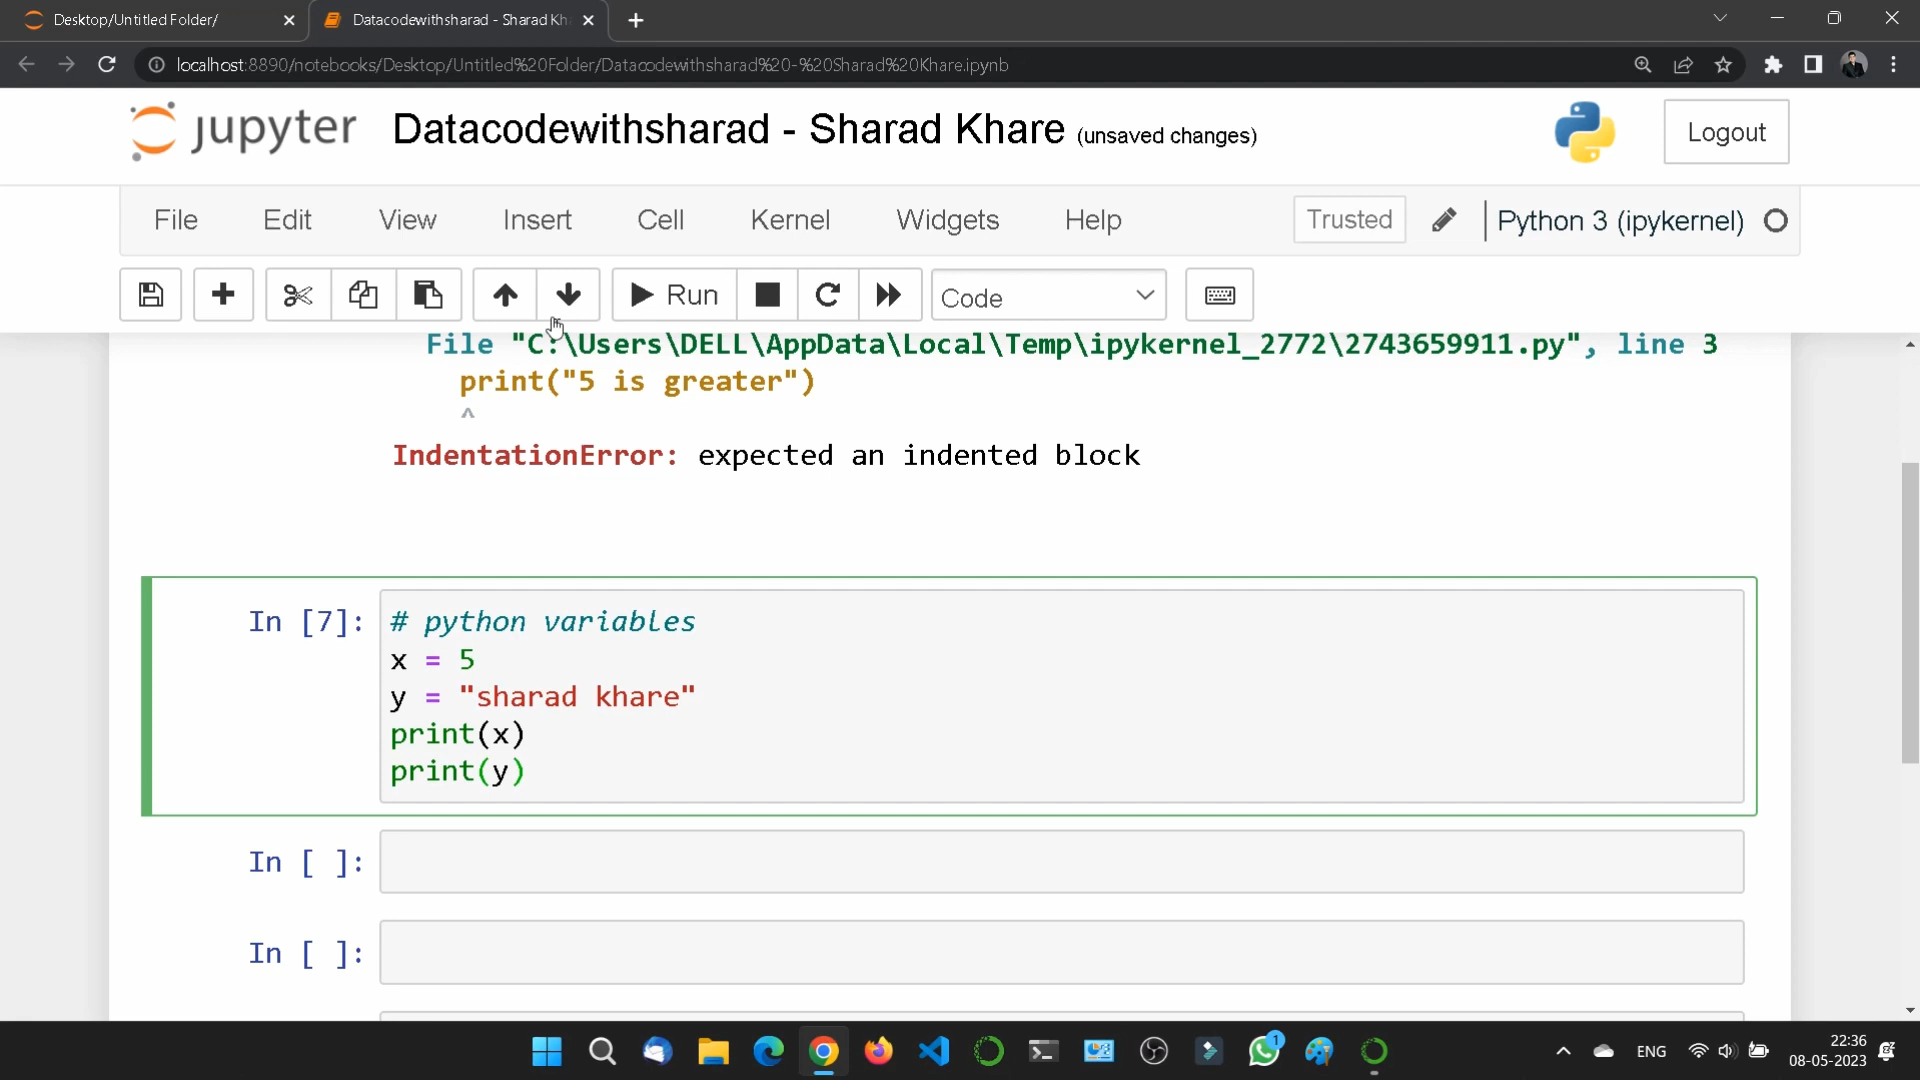 Desktop/Untitled Folder/
Datacodewithsharad - Sharad Kh
localhost:8890/notebooks/Desktop/Untitled%20Folder/Datacodewithsharad%20-%20Sharad%20Khare.ipynb
jupyter Datacodewithsharad - Sharad Khare (unsaved changes)
Logout
File Edit View Insert Cell Kernel Widgets Help
Trusted
Python 3 (ipykernel)
Run
Code
File "C:\Users\DELL\AppData\Local\Temp\ipykernel_2772\2743659911.py", line 3
print("5 is greater")
^
IndentationError: expected an indented block
In [7]: # python variables
x = 5
y = "sharad khare"
print(x)
print(y)
In [ ]:
In [ ]:
1
ENG
22:36
08-05-2023